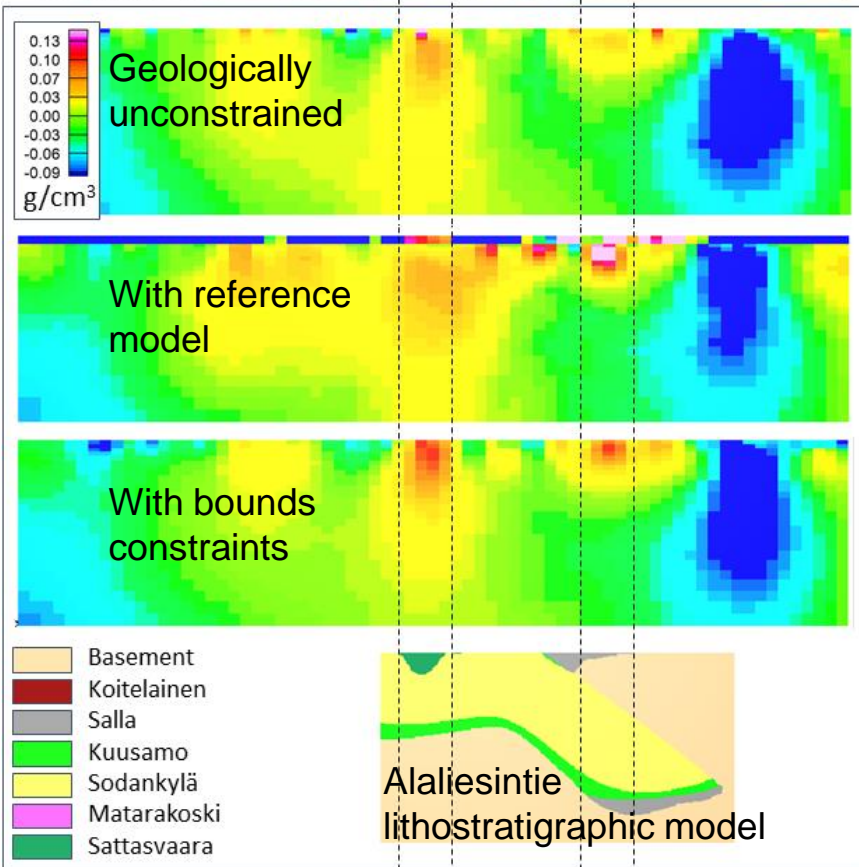 0.13
0.10
0.07
0.03
0.00
-0.03
-0.06
-0.09
g/cm³
Geologically
unconstrained
With reference
model
With bounds
constraints
Basement
Koitelainen
Salla
Kuusamo
Sodankylä
Matarakoski
Sattasvaara
Alaliesintie
lithostratigraphic model